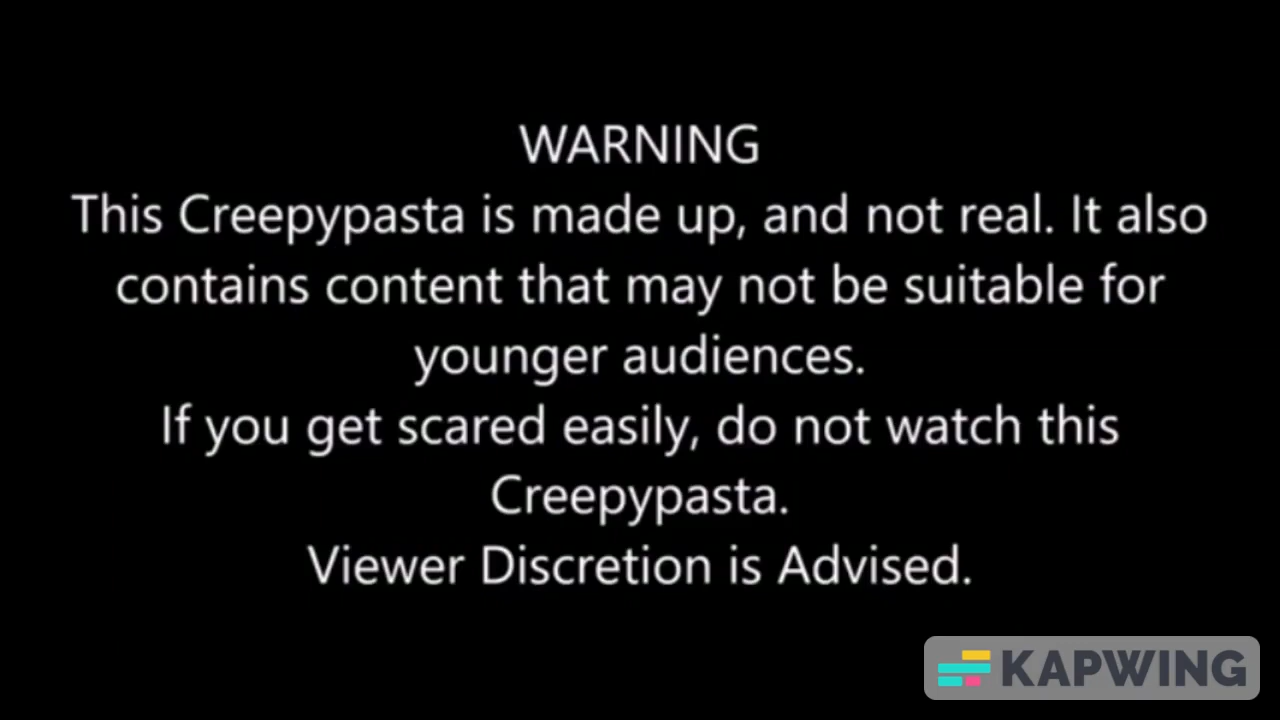 WARNING
This Creepypasta is made up, and not real. It also
contains content that may not be suitable for
younger audiences.
If you get scared easily, do not watch this
Creepypasta.
Viewer Discretion is Advised.
KAPWING